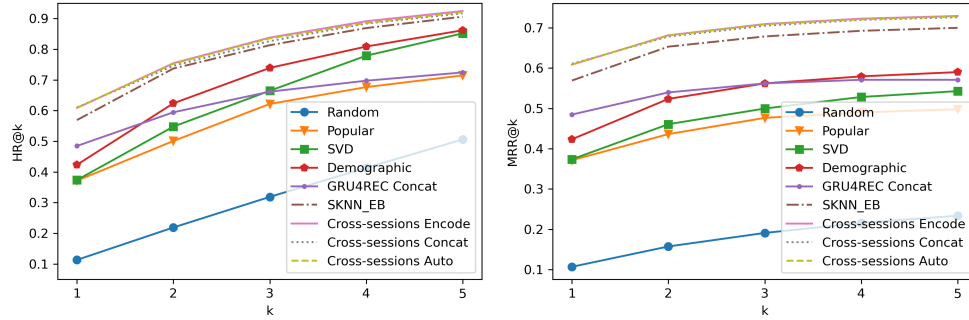 0.9
0.8
0.7
0.6
0.5
0.4
0.3
0.2
0.1
HR@k
1 2 3 4 5
k
Random
Popular
SVD
Demographic
GRU4REC Concat
SKNN_EB
Cross-sessions Encode
Cross-sessions Concat
Cross-sessions Auto
0.7
0.6
0.5
0.4
0.3
0.2
0.1
MRR@k
1 2 3 4 5
k
Random
Popular
SVD
Demographic
GRU4REC Concat
SKNN_EB
Cross-sessions Encode
Cross-sessions Concat
Cross-sessions Auto